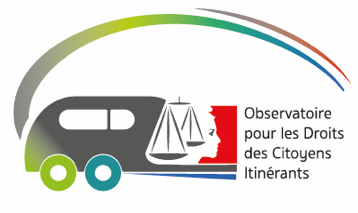 Observatoire
pour les Droits
des Citoyens
Itinérants